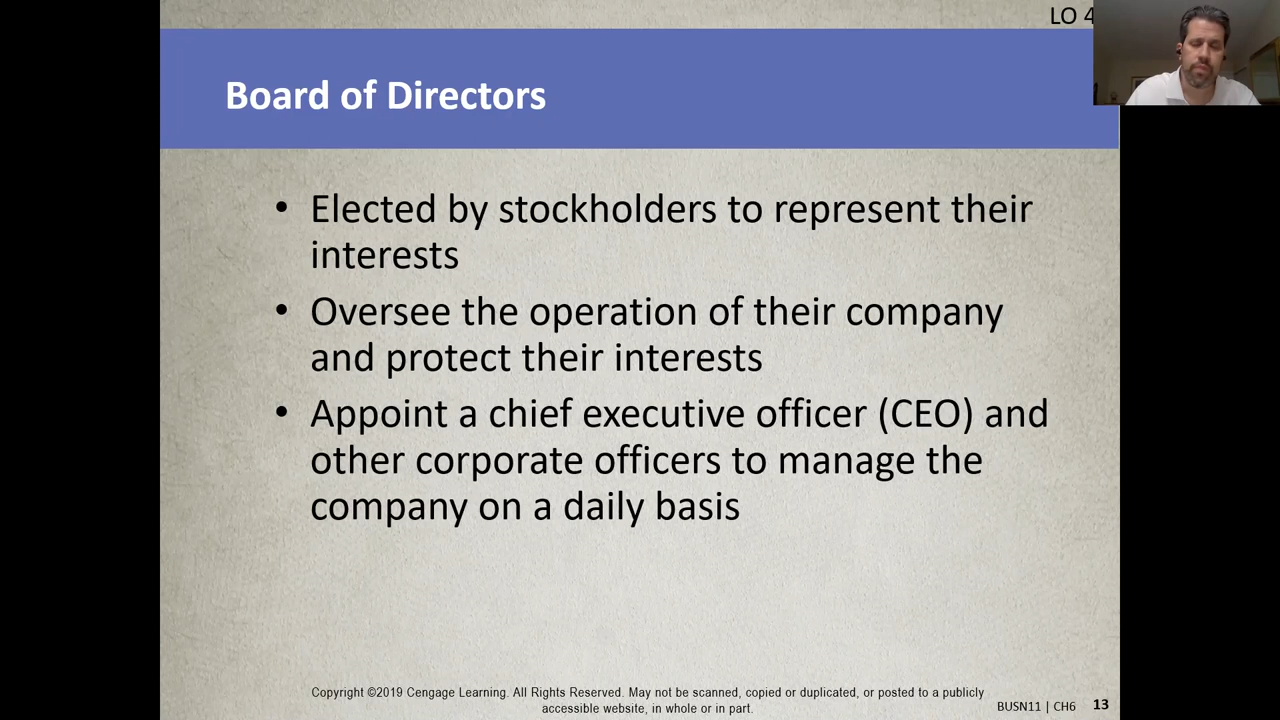 LO 4
Board of Directors
• Elected by stockholders to represent their
interests
• Oversee the operation of their company
and protect their interests
• Appoint a chief executive officer (CEO) and
other corporate officers to manage the
company on a daily basis
Copyright ©2019 Cengage Learning. All Rights Reserved. May not be scanned, copied or duplicated, or posted to a publicly
accessible website, in whole or in part.
BUSN11 | CH6 13